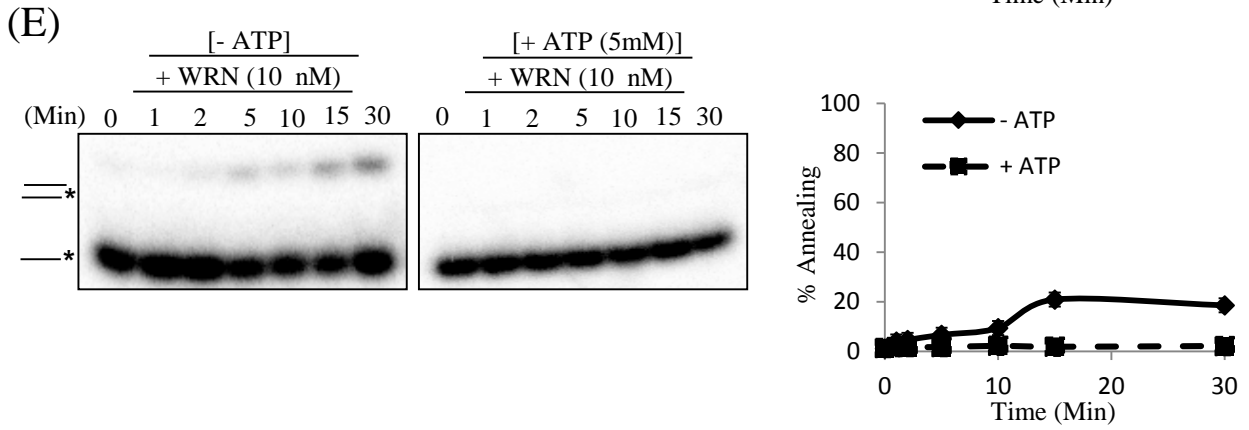 Time (Min)
(E)
[- ATP] [+ ATP (5mM)]
+ WRN (10 nM) + WRN (10 nM)
(Min) 0 1 2 5 10 15 30 0 1 2 5 10 15 30
*
*
100
80
60
40
20
0
% Annealing
- ATP
+ ATP
0 10 20 30
Time (Min)